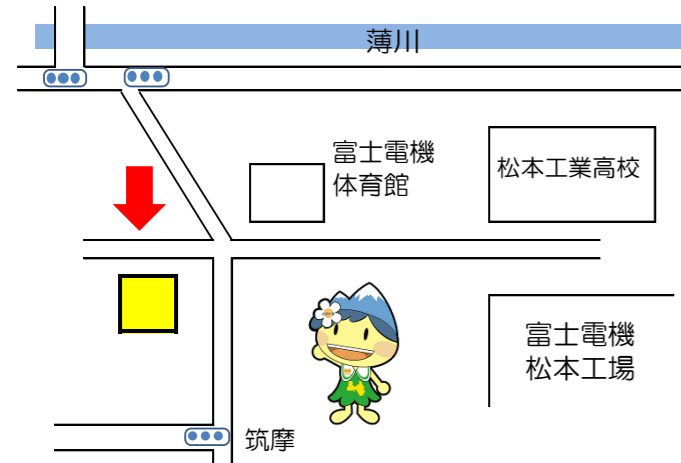 薄川
富士電機
体育館
松本工業高校
富士電機
松本工場
筑摩